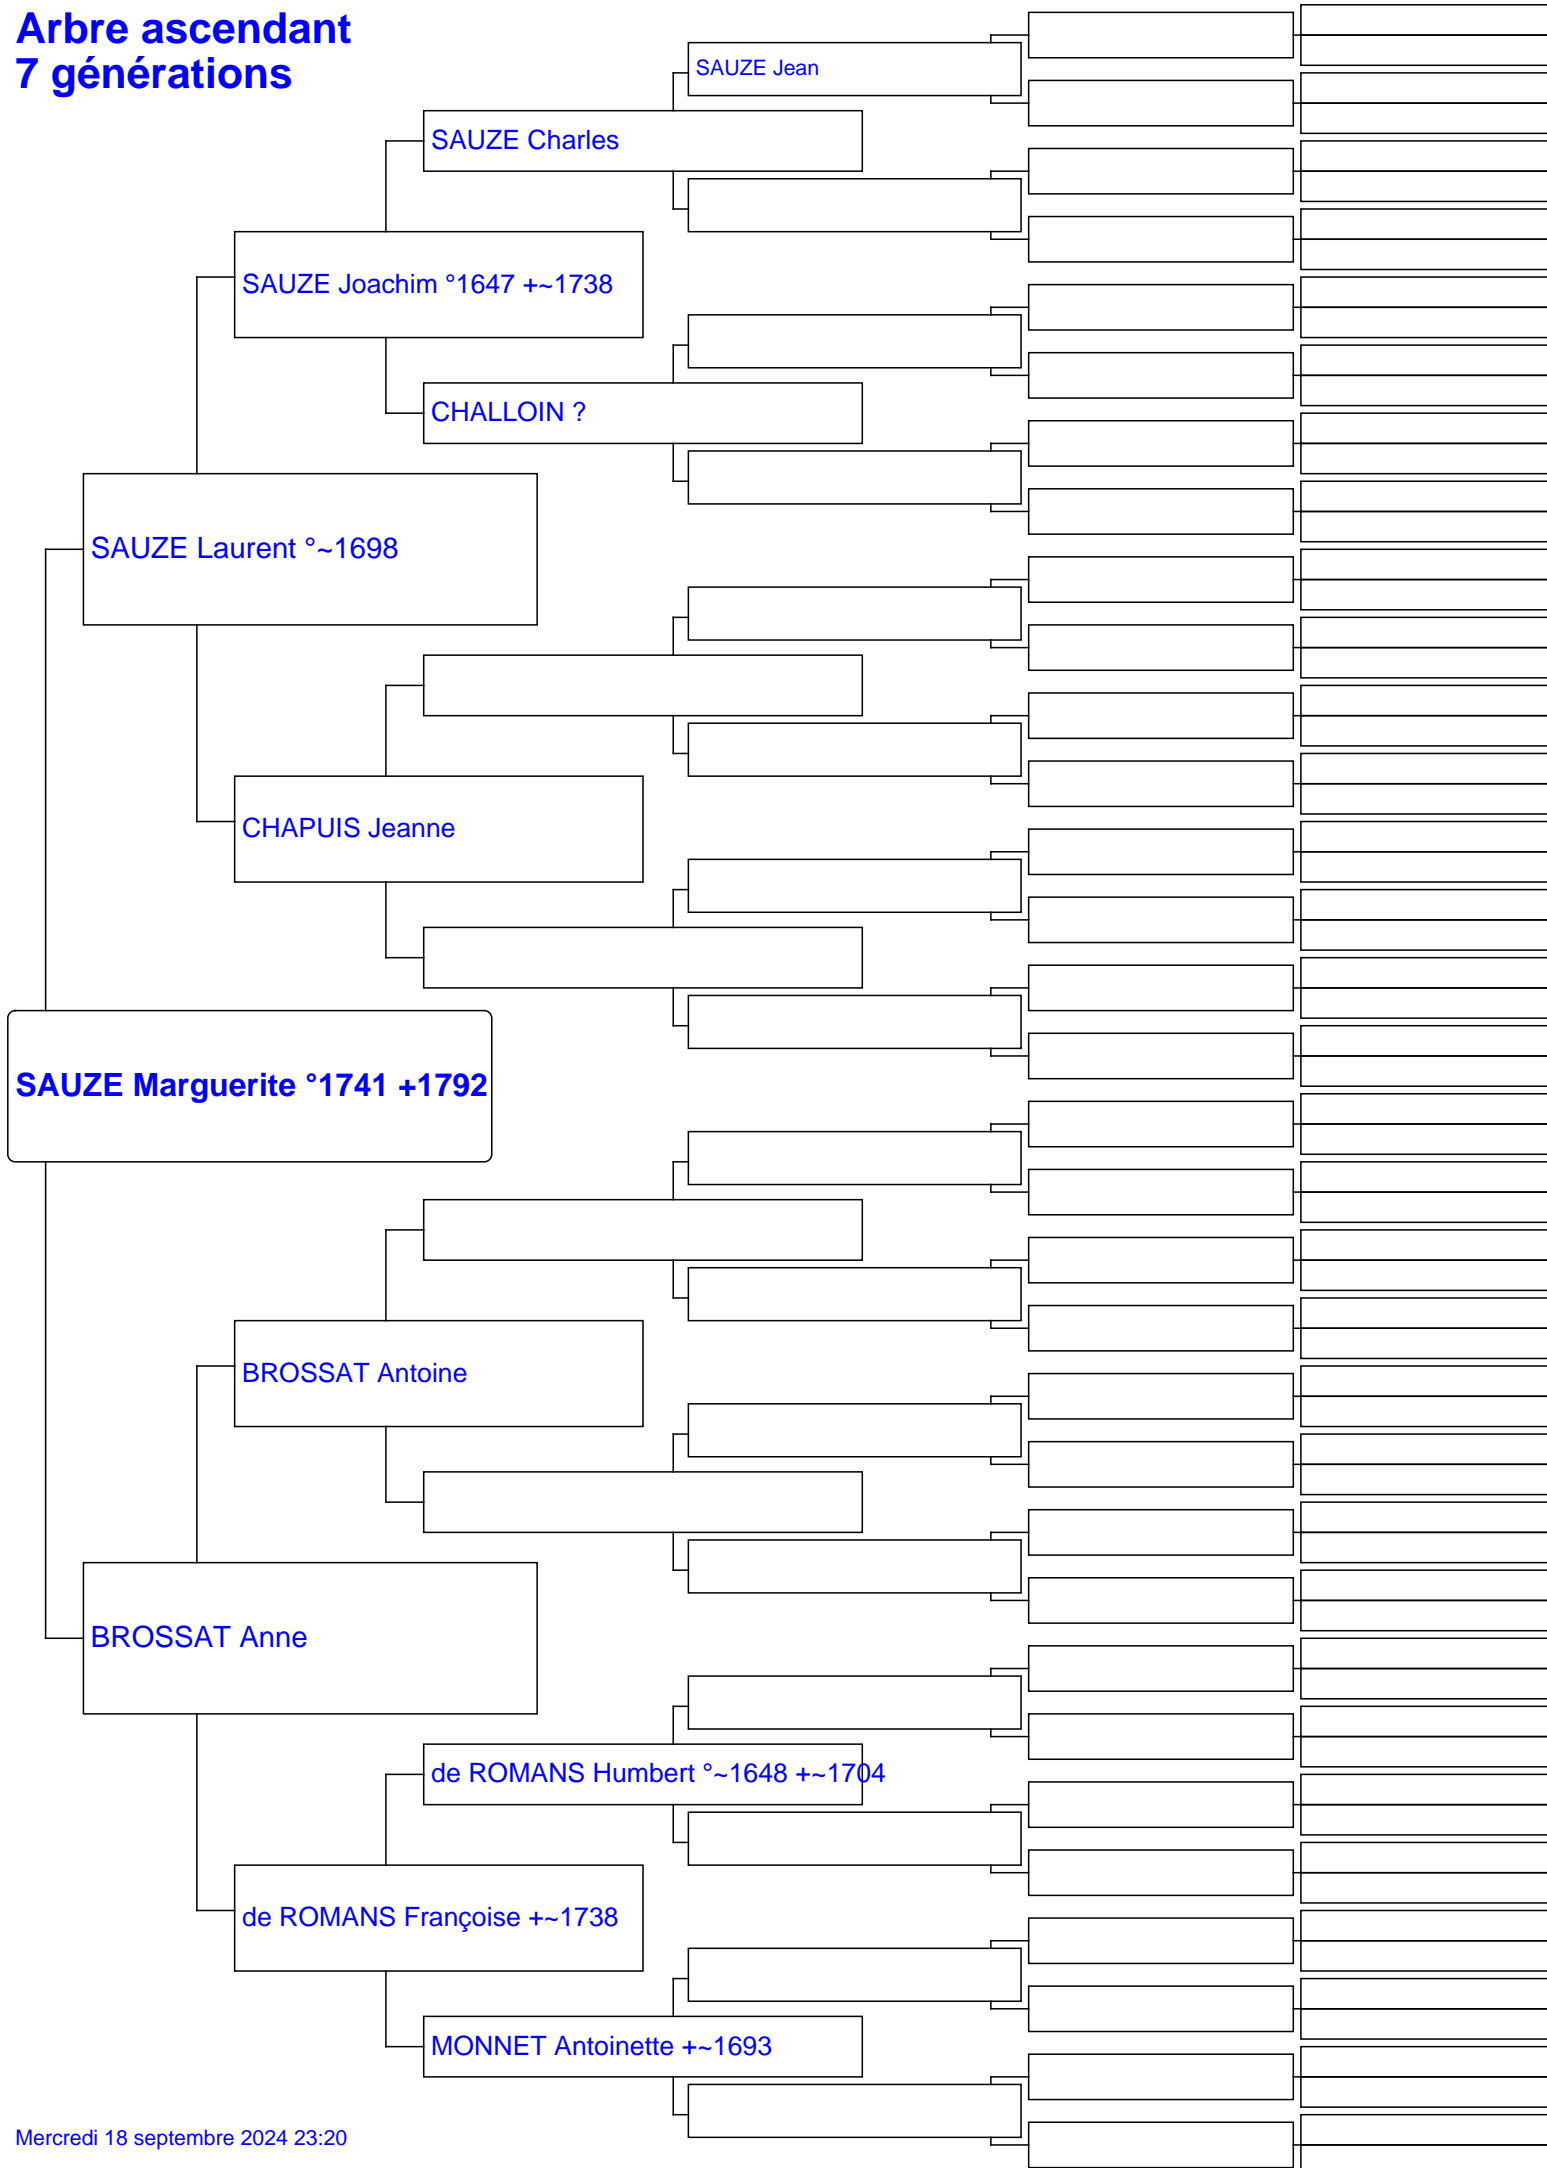 Arbre ascendant
7 générations
SAUZE Jean
SAUZE Charles
SAUZE Joachim °1647 +~1738
CHALLOIN ?
SAUZE Laurent °~1698
CHAPUIS Jeanne
SAUZE Marguerite °1741 +1792
BROSSAT Antoine
BROSSAT Anne
de ROMANS Humbert °~1648 +~1704
de ROMANS Françoise +~1738
MONNET Antoinette +~1693
Mercredi 18 septembre 2024 23:20